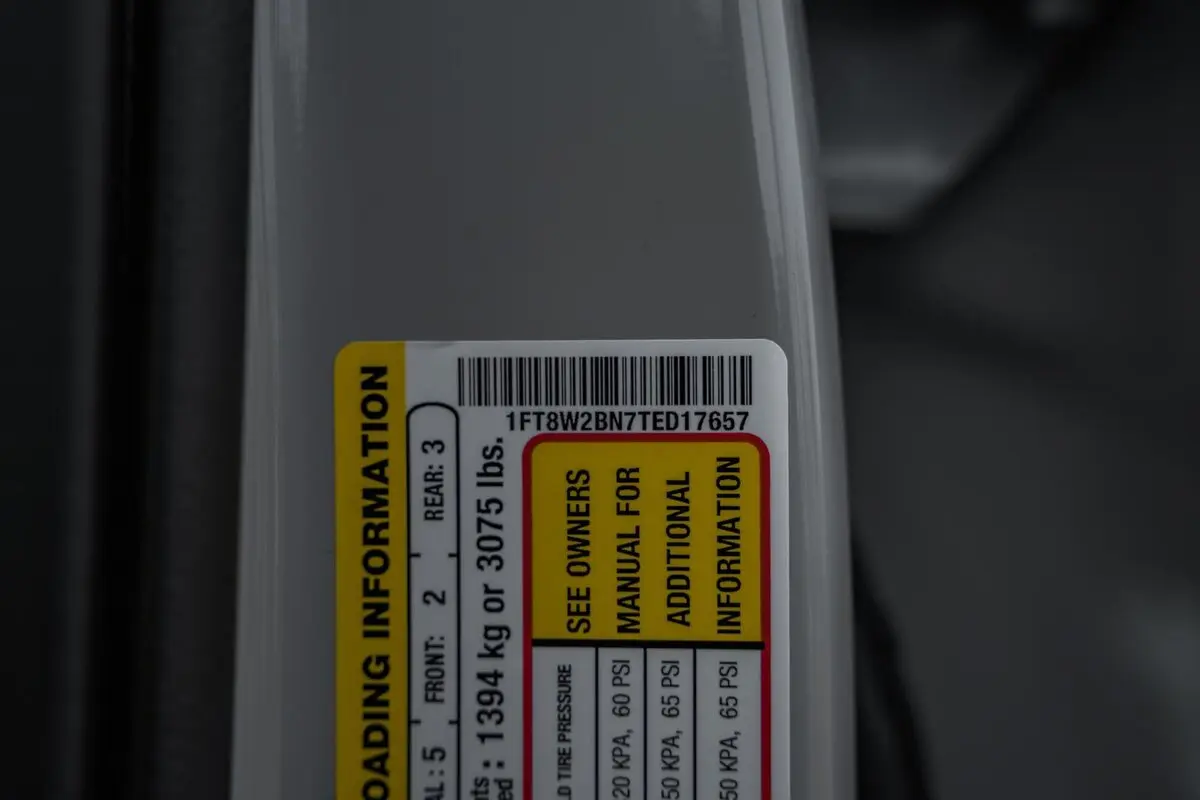 1FT8W2BN7TED17657
OADING INFORMATION
AL: 5 FRONT: 2 REAR: 3
1394 kg or 3075 lbs.
SEE OWNERS
MANUAL FOR
ADDITIONAL
INFORMATION
TIRE PRESSURE
20 KPA, 60 PSI
50 KPA, 65 PSI
50 KPA, 65 PSI